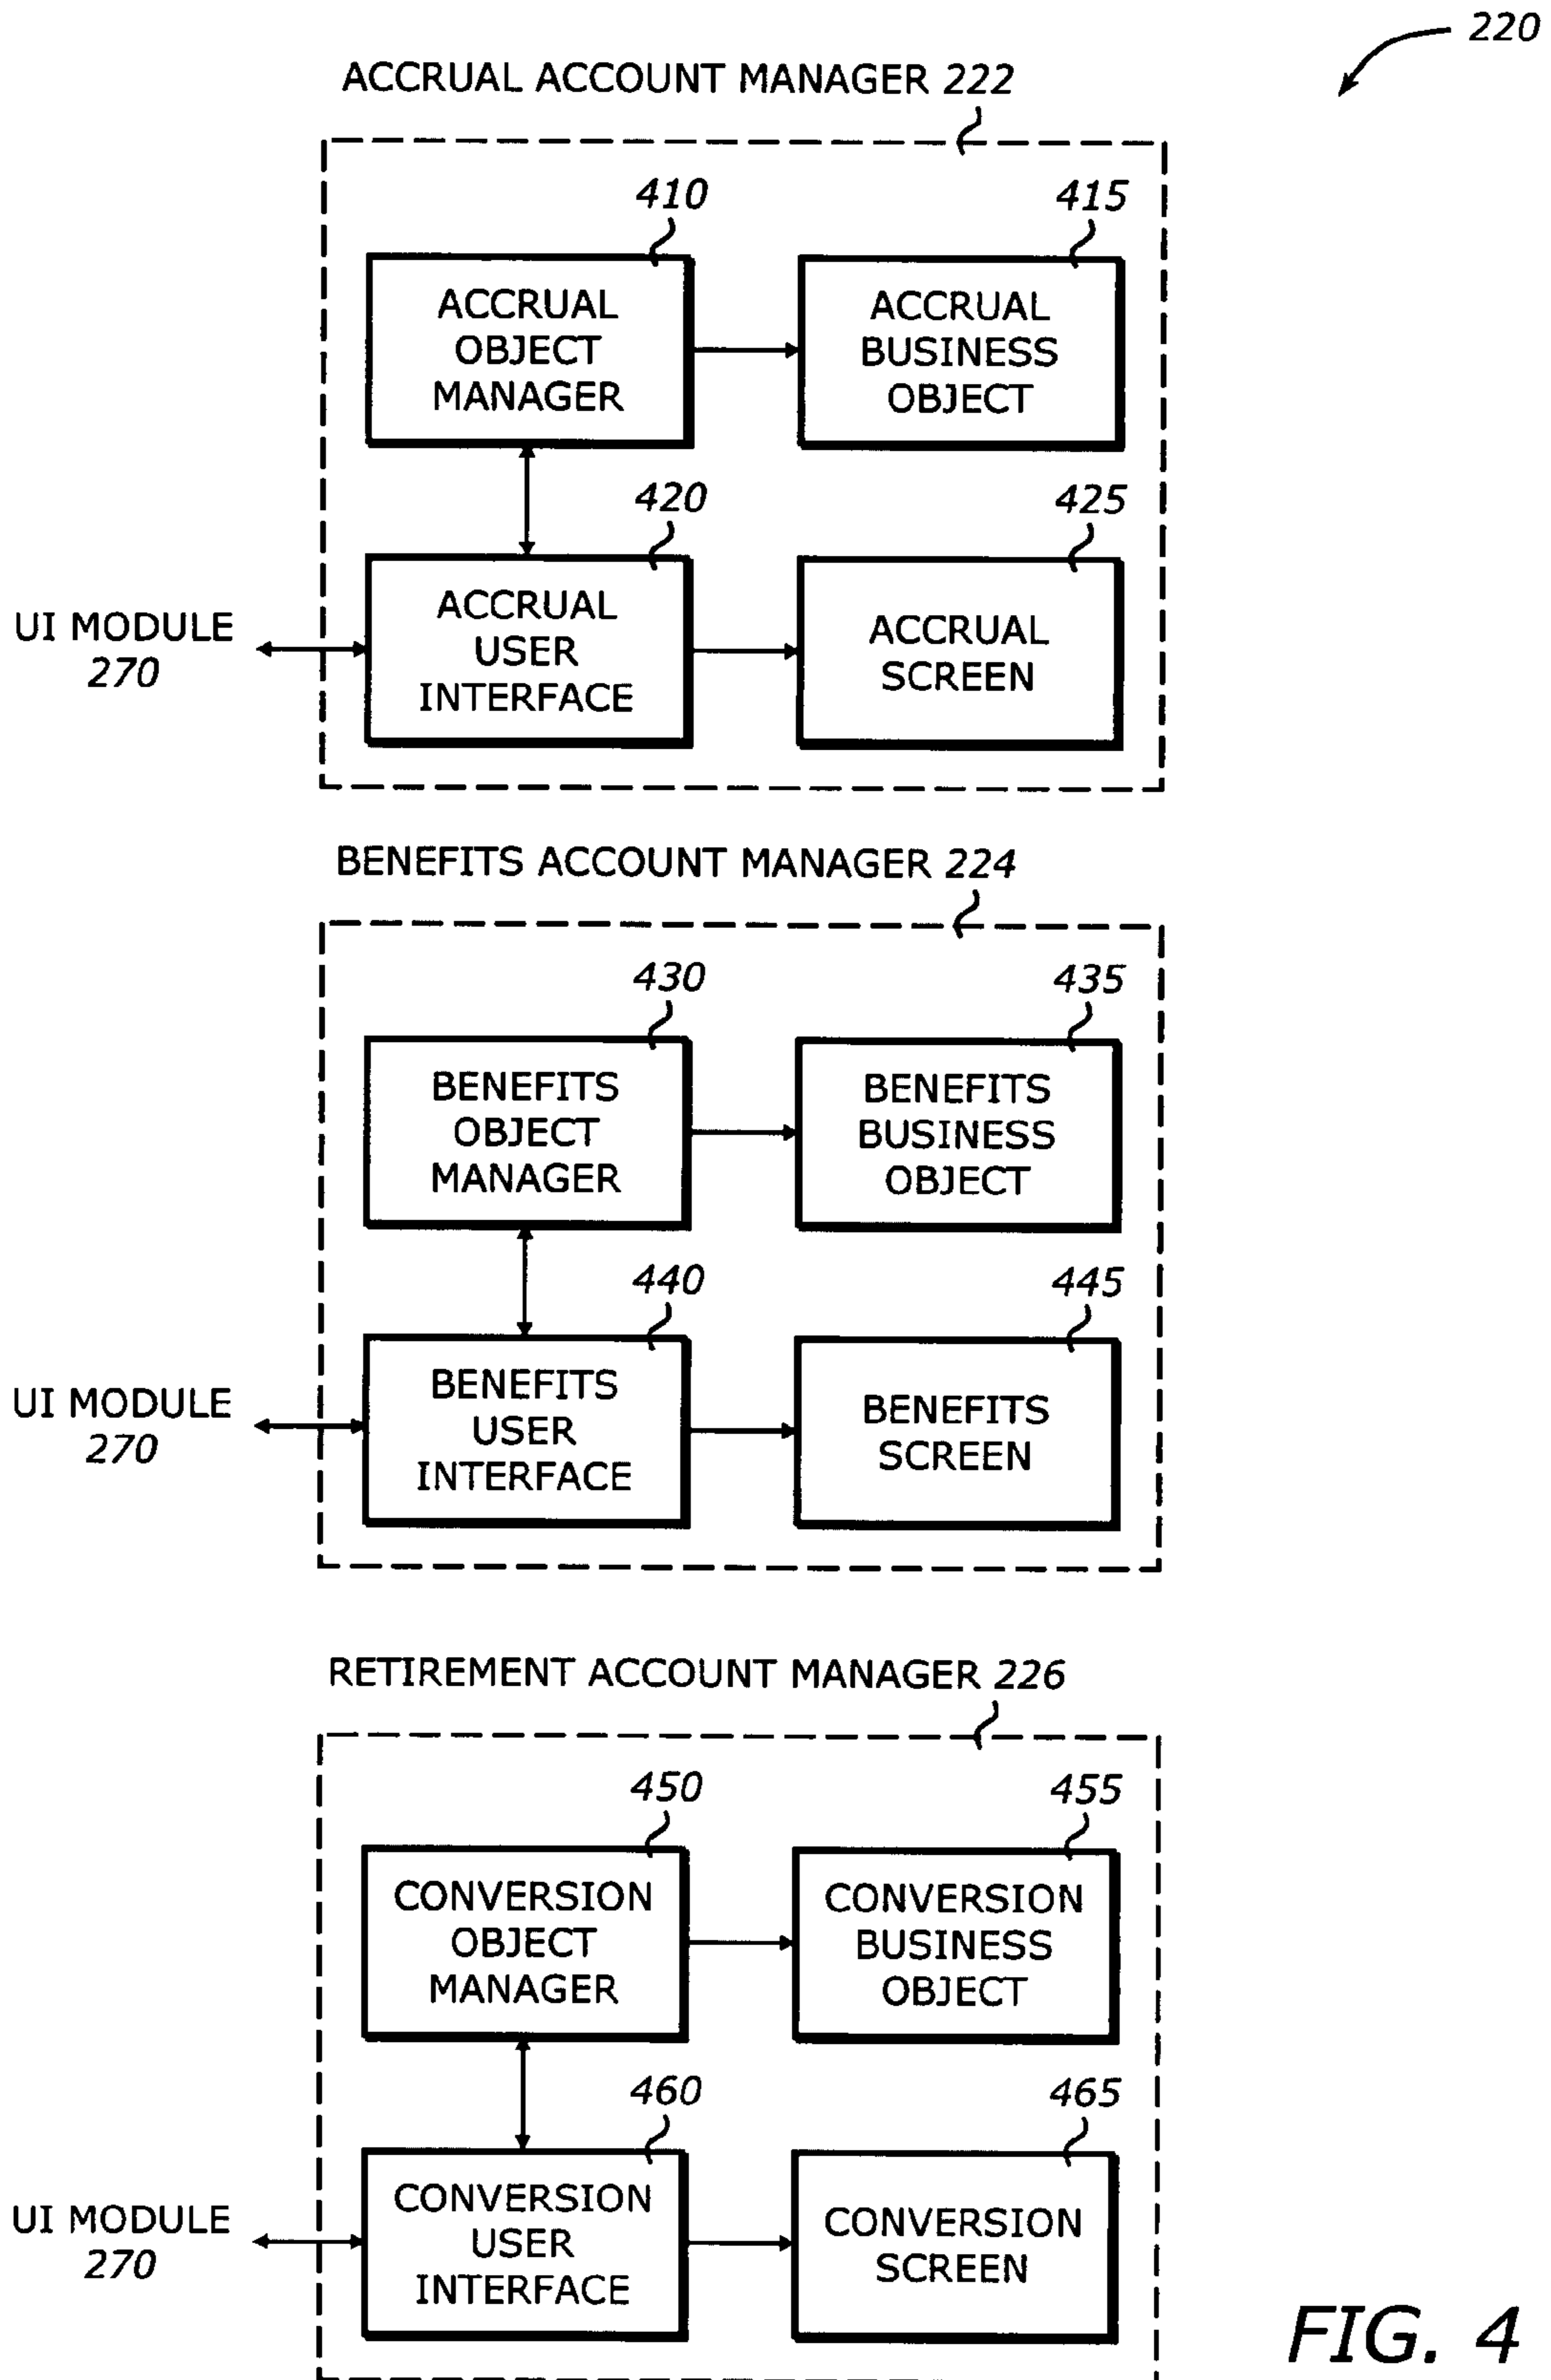 220
ACCRUAL ACCOUNT MANAGER 222
410
415
ACCRUAL
OBJECT
MANAGER
ACCRUAL
BUSINESS
OBJECT
420
425
UI MODULE
270
ACCRUAL
USER
INTERFACE
ACCRUAL
SCREEN
BENEFITS ACCOUNT MANAGER 224
430
435
BENEFITS
OBJECT
MANAGER
BENEFITS
BUSINESS
OBJECT
440
445
UI MODULE
270
BENEFITS
USER
INTERFACE
BENEFITS
SCREEN
RETIREMENT ACCOUNT MANAGER 226
450
455
CONVERSION
OBJECT
MANAGER
CONVERSION
BUSINESS
OBJECT
460
465
UI MODULE
270
CONVERSION
USER
INTERFACE
CONVERSION
SCREEN
FIG. 4